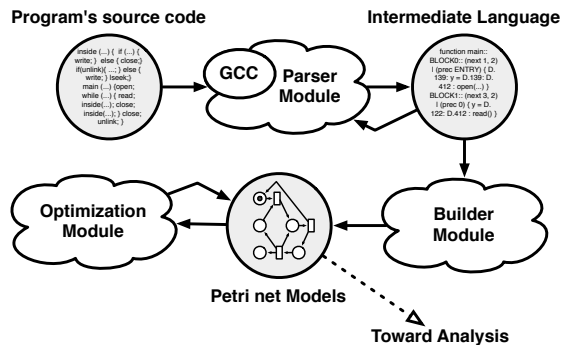 Program's source code
Intermediate Language
inside (...) { if (...) {
write; } else { close;}
if(unlink){ ...; } else {
write; } lseek;}
main (...) {open;
while (...) { read;
inside(...); close;
inside(...); } close;
unlink; }
GCC
Parser
Module
function main::
BLOCK0:: (next 1, 2)
| (prec ENTRY) { D.
139: y = D.139: D.
412 : open(...) }
BLOCK1:: (next 3, 2)
| (prec 0) { y = D.
122: D.412 : read() }
Optimization
Module
Builder
Module
Petri net Models
Toward Analysis